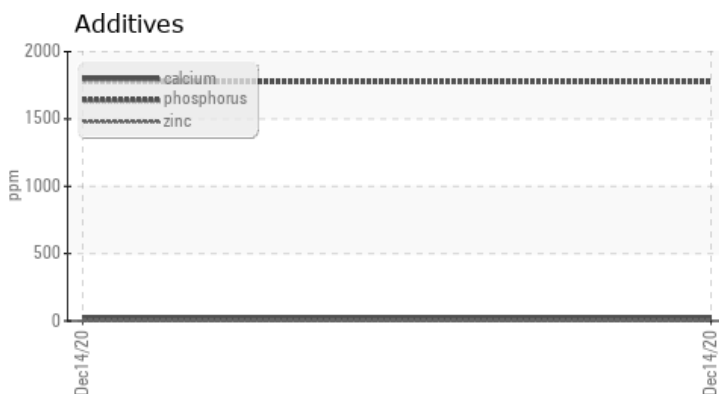 Additives
2000
calcium
phosphorus
1500
zinc
ppm
1000
500
0
Dec14/20
Dec14/20